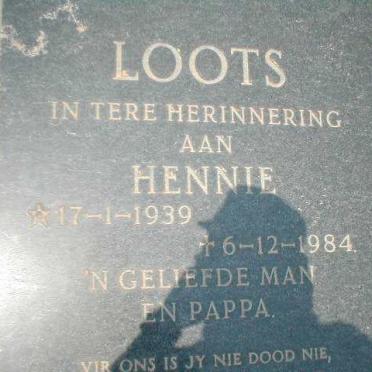 LOOTS
IN TERE HERINNERING
AAN
HENNIE
☆ 17-1-1939
† 6-12-1984.
'N GELIEFDE MAN
EN PAPPA.
VIR ONS IS JY NIE DOOD NIE,